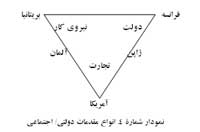 فرانسه بریتانیا
دولت نیروی کار
ژاپن آلمان
تجارت
آمریکا
نمودار شمارهٔ ٤ انواع مقدمات دولتی/ اجتماعی